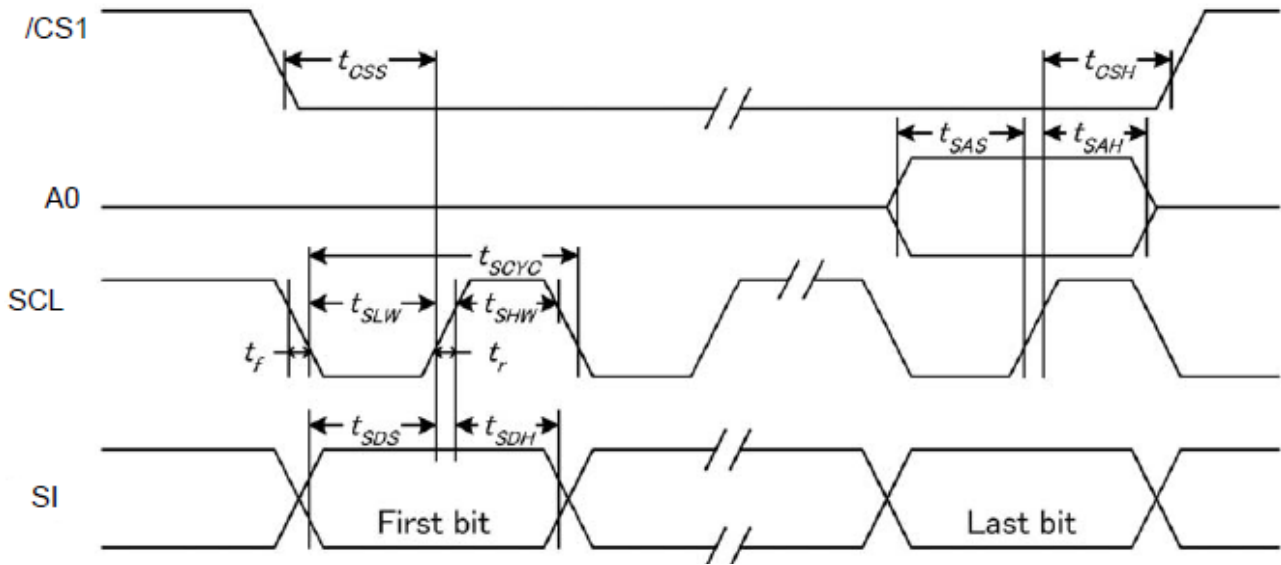 /CS1
tCSS
tCSH
tSAS
tSAH
A0
tSCYC
SCL
tSLW
tSHW
tf
tr
tSDS
tSDH
SI
First bit
Last bit